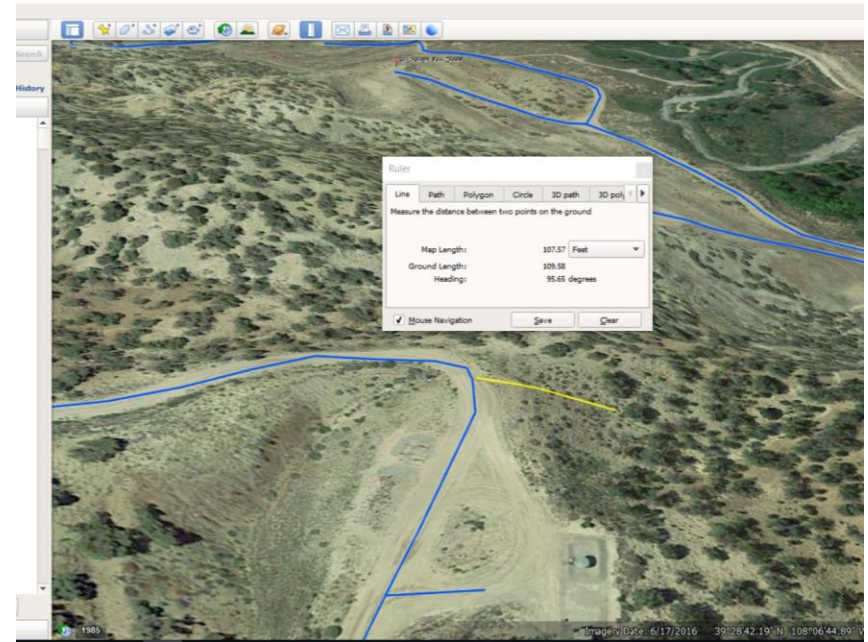 Search
History
Ruler
Line Path Polygon Circle 3D path 3D poly
Measure the distance between two points on the ground
Map Length: 107.57 Feet
Ground Length: 109.58
Heading: 95.65 degrees
Mouse Navigation Save Clear
1985 Imagery Date: 6/17/2016 39°28'42.19" N 108°06'44.89"